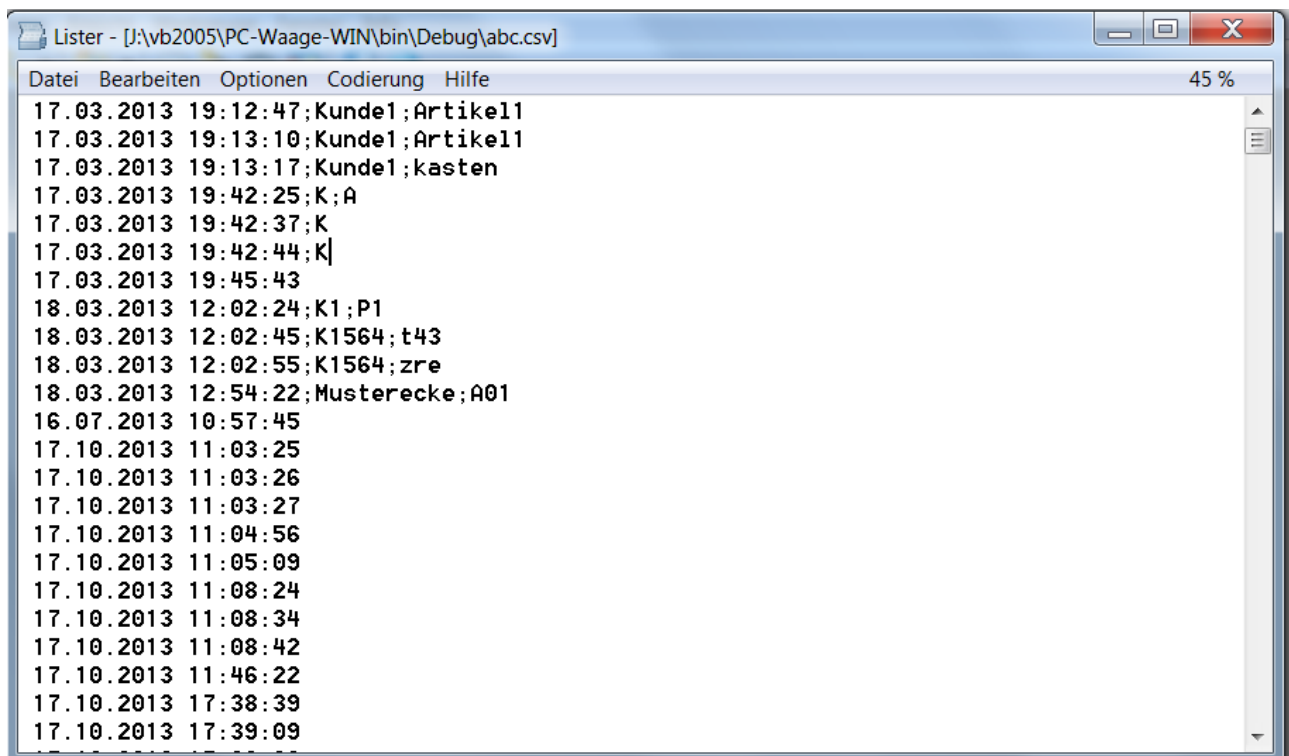 Lister - [J:\vb2005\PC-Waage-WIN\bin\Debug\abc.csv]
Datei Bearbeiten Optionen Codierung Hilfe 45 %
17.03.2013 19:12:47;Kunde1;Artikel1
17.03.2013 19:13:10;Kunde1;Artikel1
17.03.2013 19:13:17;Kunde1;kasten
17.03.2013 19:42:25;K;A
17.03.2013 19:42:37;K
17.03.2013 19:42:44;K
17.03.2013 19:45:43
18.03.2013 12:02:24;K1;P1
18.03.2013 12:02:45;K1564;t43
18.03.2013 12:02:55;K1564;zre
18.03.2013 12:54:22;Musterecke;A01
16.07.2013 10:57:45
17.10.2013 11:03:25
17.10.2013 11:03:26
17.10.2013 11:03:27
17.10.2013 11:04:56
17.10.2013 11:05:09
17.10.2013 11:08:24
17.10.2013 11:08:34
17.10.2013 11:08:42
17.10.2013 11:46:22
17.10.2013 17:38:39
17.10.2013 17:39:09